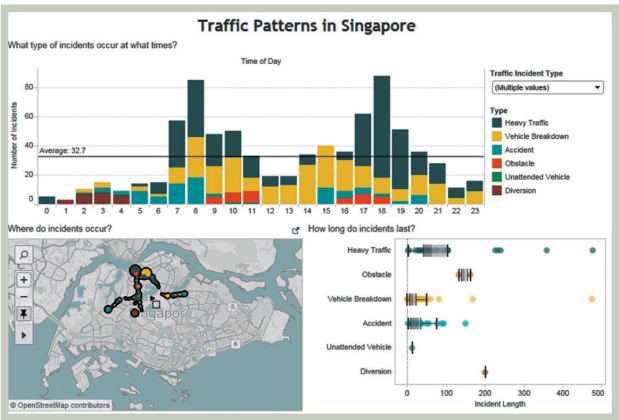 Traffic Patterns in Singapore
What type of incidents occur at what times?
Time of Day
Number of Incidents
80
60
40
20
0
Average: 32.7
0 1 2 3 4 5 6 7 8 9 10 11 12 13 14 15 16 17 18 19 20 21 22 23
Traffic Incident Type
(Multiple values)
Type
Heavy Traffic
Vehicle Breakdown
Accident
Obstacle
Unattended Vehicle
Diversion
Where do incidents occur?
© OpenStreetMap contributors
How long do incidents last?
Heavy Traffic
Obstacle
Vehicle Breakdown
Accident
Unattended Vehicle
Diversion
0 100 200 300 400 500
Incident Length